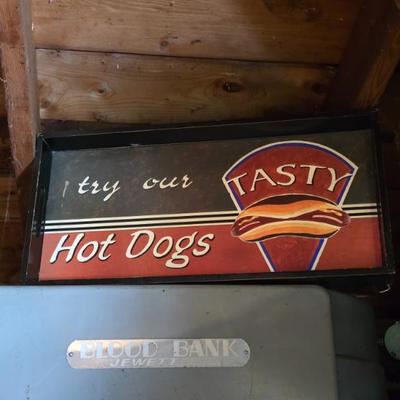 try our
TASTY
Hot Dogs
BLOOD BANK
JEWETT